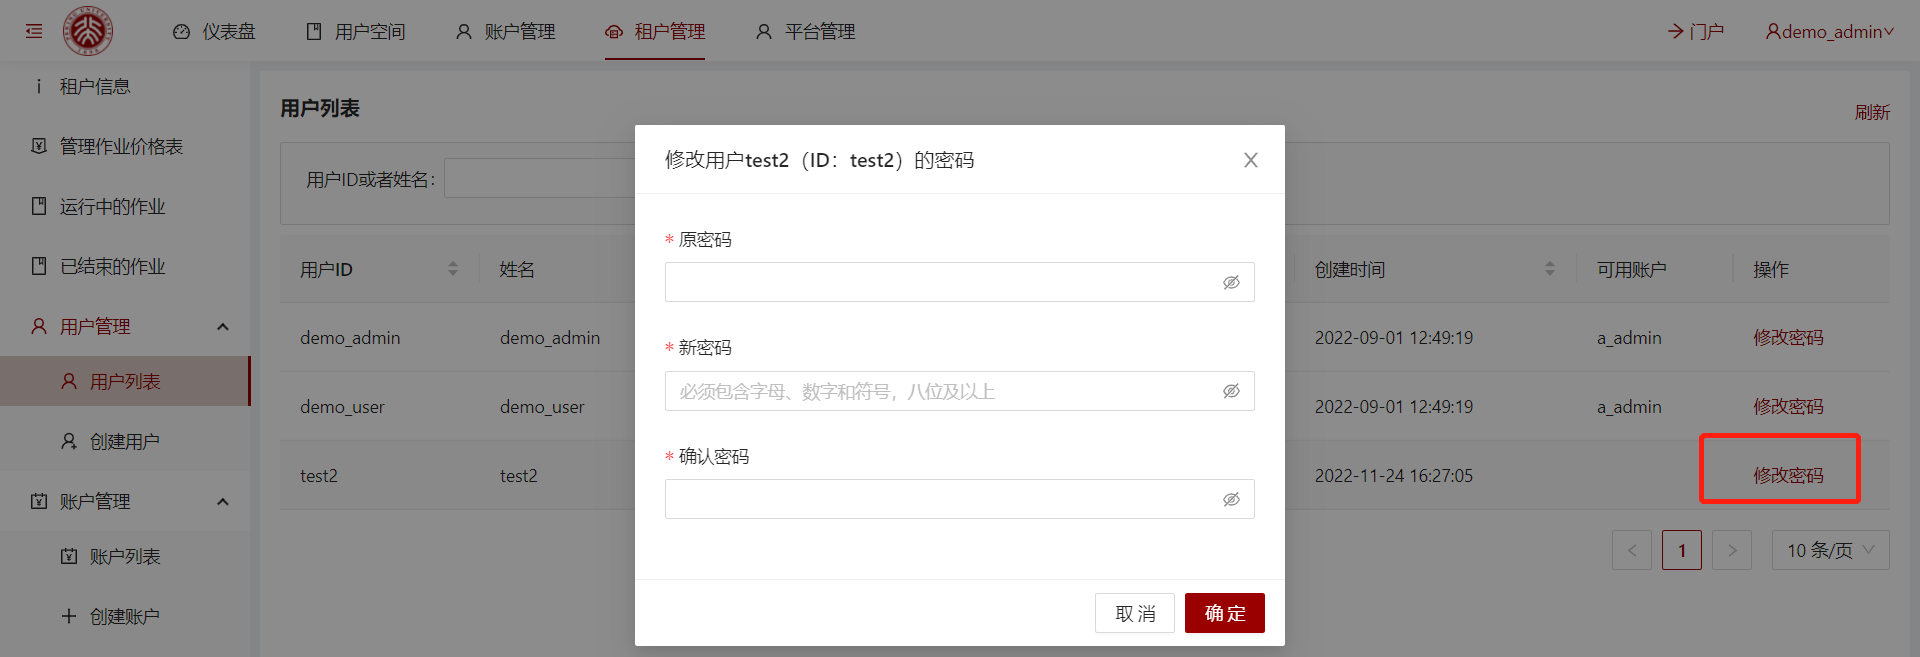 仪表盘 用户空间 账户管理 租户管理 平台管理 门户 demo_admin
租户信息
管理作业价格表
运行中的作业
已结束的作业
用户管理
用户列表
创建用户
账户管理
账户列表
创建账户
用户列表
刷新
用户ID或者姓名：
用户ID 姓名 创建时间 可用账户 操作
demo_admin demo_admin 2022-09-01 12:49:19 a_admin 修改密码
demo_user demo_user 2022-09-01 12:49:19 a_admin 修改密码
test2 test2 2022-11-24 16:27:05 修改密码
1 10 条/页
修改用户test2（ID：test2）的密码
* 原密码
* 新密码
必须包含字母、数字和符号，八位及以上
* 确认密码
取 消 确 定